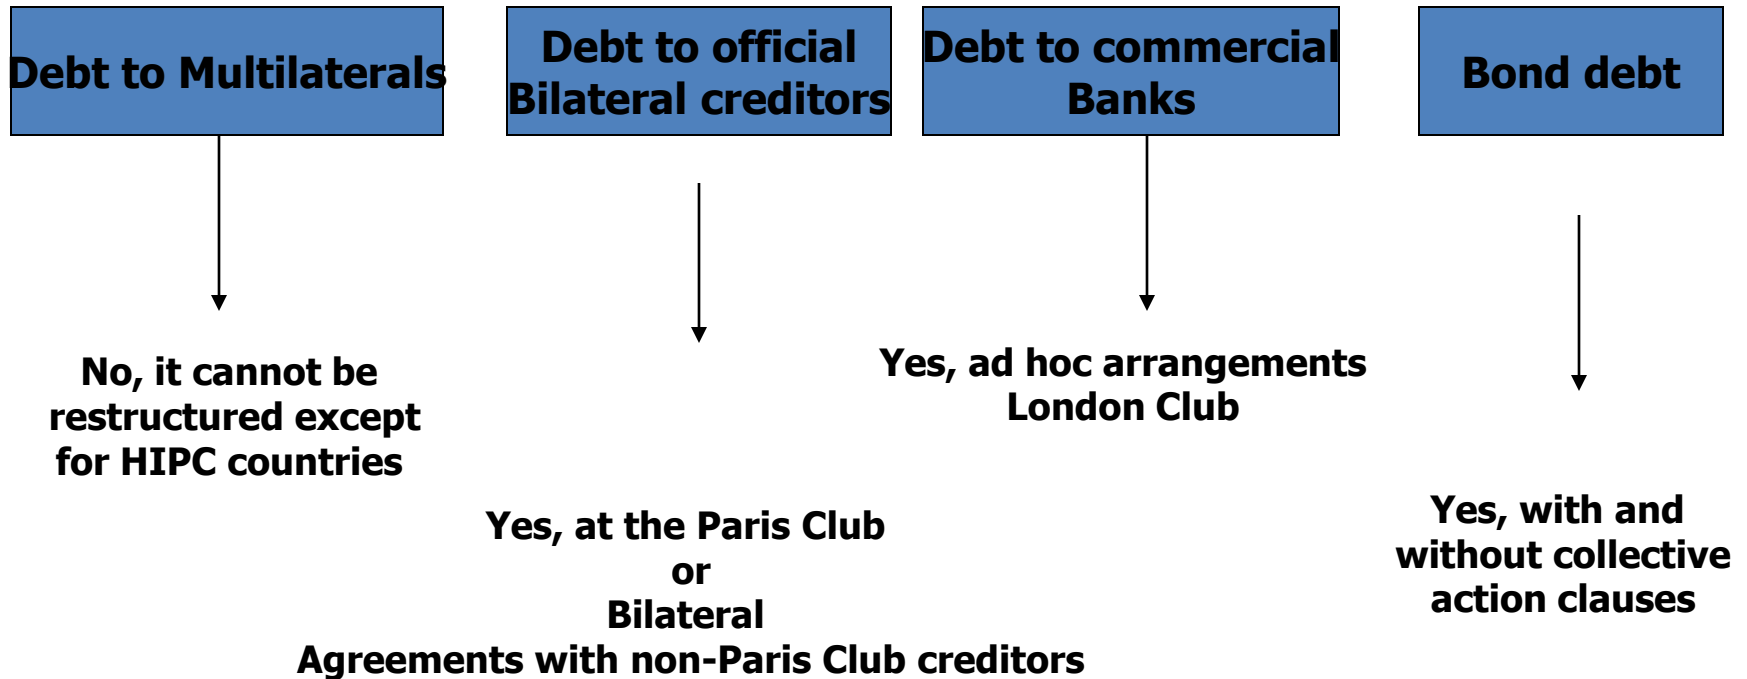 Debt to Multilaterals
Debt to official
Bilateral creditors
Debt to commercial
Banks
Bond debt
No, it cannot be
restructured except
for HIPC countries
Yes, at the Paris Club
or
Bilateral
Agreements with non-Paris Club creditors
Yes, ad hoc arrangements
London Club
Yes, with and
without collective
action clauses